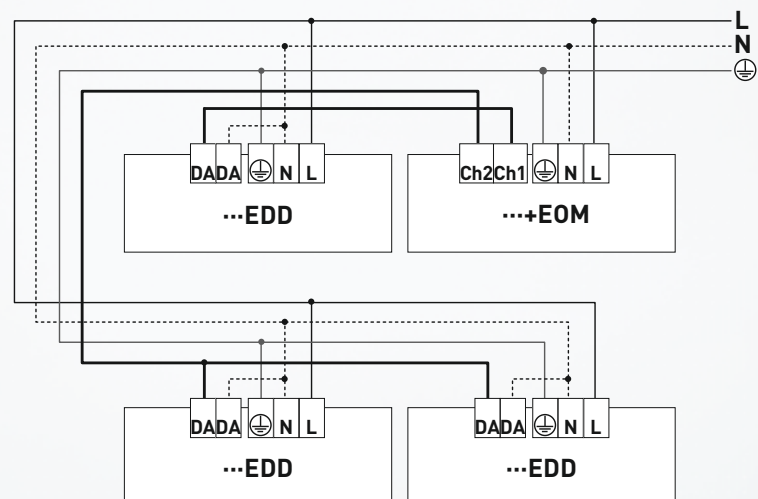 L
N
DA DA N L
Ch2 Ch1 N L
...EDD
...+EOM
DA DA N L
DA DA N L
...EDD
...EDD